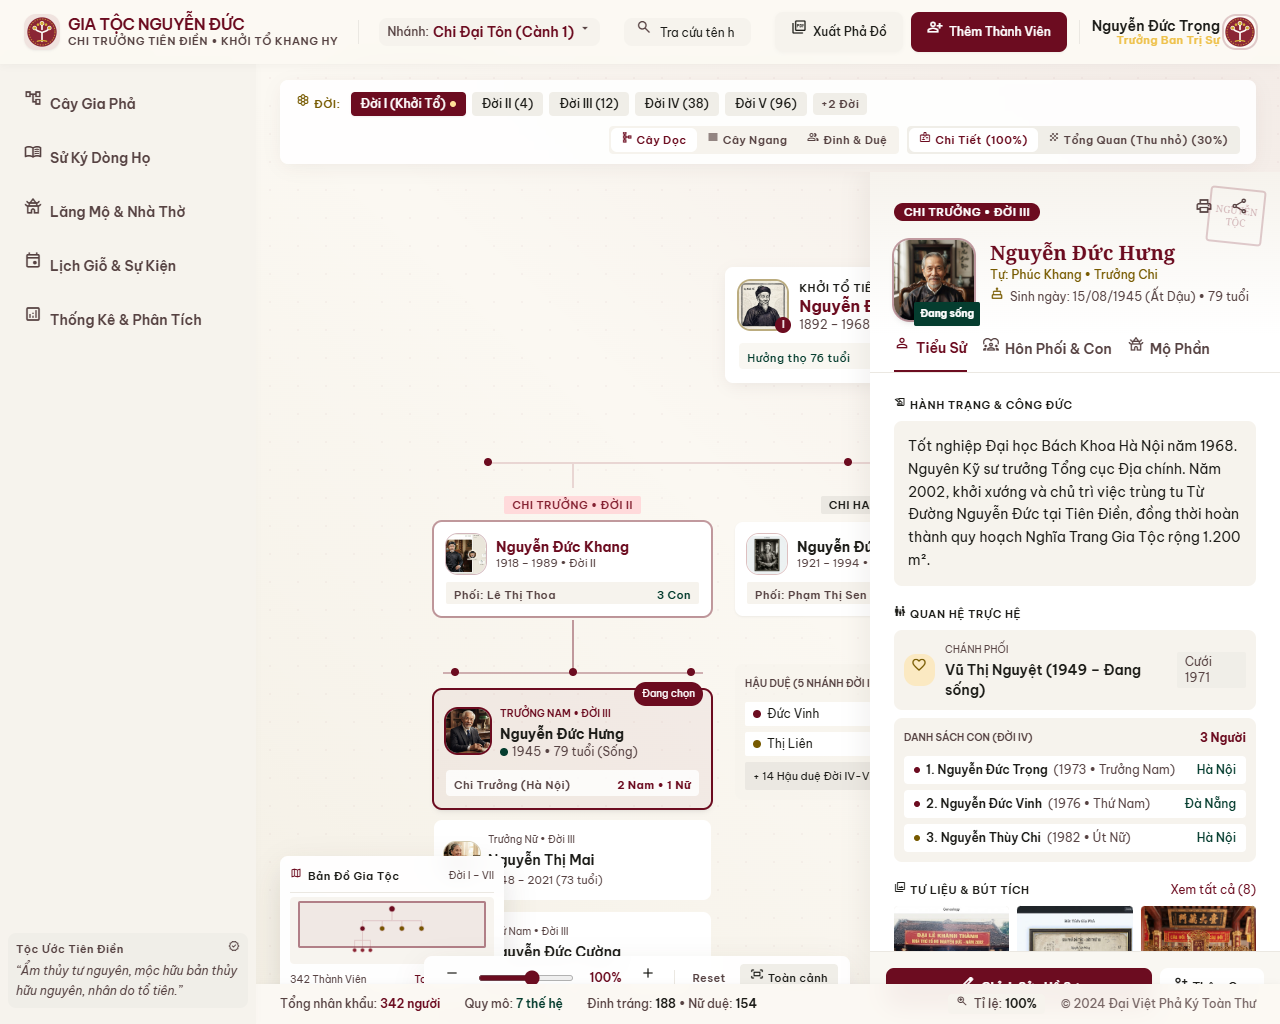 GIA TỘC NGUYỄN ĐỨC
CHI TRƯỞNG TIÊN ĐIỀN • KHỞI TỔ KHANG HY
Nhánh: Chi Đại Tôn (Cành 1)
Tra cứu tên h
Xuất Phả Đồ
Thêm Thành Viên
Nguyễn Đức Trọng
Trưởng Ban Trị Sự
Cây Gia Phả
Sử Ký Dòng Họ
Lăng Mộ & Nhà Thờ
Lịch Giỗ & Sự Kiện
Thống Kê & Phân Tích
Tộc Ước Tiên Điền
“Ẩm thủy tư nguyên, mộc hữu bản thủy
hữu nguyên, nhân do tổ tiên.”
ĐỜI:
Đời I (Khởi Tổ)
Đời II (4)
Đời III (12)
Đời IV (38)
Đời V (96)
+2 Đời
Cây Dọc
Cây Ngang
Đinh & Duệ
Chi Tiết (100%)
Tổng Quan (Thu nhỏ) (30%)
KHỞI TỔ TIÊ
Nguyễn Đ
1892 – 1968
I
Hưởng thọ 76 tuổi
CHI TRƯỞNG • ĐỜI II
Nguyễn Đức Khang
1918 – 1989 • Đời II
Phối: Lê Thị Thoa
3 Con
CHI HA
Nguyễn Đứ
1921 – 1994 •
Phối: Phạm Thị Sen
Đang chọn
TRƯỞNG NAM • ĐỜI III
Nguyễn Đức Hưng
1945 • 79 tuổi (Sống)
Chi Trưởng (Hà Nội)
2 Nam • 1 Nữ
HẬU DUỆ (5 NHÁNH ĐỜI I
Đức Vinh
Thị Liên
+ 14 Hậu duệ Đời IV-V
Trưởng Nữ • Đời III
Nguyễn Thị Mai
48 – 2021 (73 tuổi)
Nam • Đời III
guyễn Đức Cường
Bản Đồ Gia Tộc
Đời I – VII
342 Thành Viên
100%
Reset
Toàn cảnh
CHI TRƯỞNG • ĐỜI III
NGUYỄN
TỘC
Nguyễn Đức Hưng
Tự: Phúc Khang • Trưởng Chi
Sinh ngày: 15/08/1945 (Ất Dậu) • 79 tuổi
Đang sống
Tiểu Sử
Hôn Phối & Con
Mộ Phần
HÀNH TRẠNG & CÔNG ĐỨC
Tốt nghiệp Đại học Bách Khoa Hà Nội năm 1968.
Nguyên Kỹ sư trưởng Tổng cục Địa chính. Năm
2002, khởi xướng và chủ trì việc trùng tu Từ
Đường Nguyễn Đức tại Tiên Điền, đồng thời hoàn
thành quy hoạch Nghĩa Trang Gia Tộc rộng 1.200
m².
QUAN HỆ TRỰC HỆ
CHÁNH PHỐI
Vũ Thị Nguyệt (1949 – Đang
sống)
Cưới
1971
DANH SÁCH CON (ĐỜI IV)
3 Người
1. Nguyễn Đức Trọng (1973 • Trưởng Nam)
Hà Nội
2. Nguyễn Đức Vinh (1976 • Thứ Nam)
Đà Nẵng
3. Nguyễn Thùy Chi (1982 • Út Nữ)
Hà Nội
TƯ LIỆU & BÚT TÍCH
Xem tất cả (8)
ĐẠI LỄ KHÁNH THÀNH
Tổng nhân khẩu: 342 người
Quy mô: 7 thế hệ
Đinh tráng: 188 • Nữ duệ: 154
Tỉ lệ: 100%
© 2024 Đại Việt Phả Ký Toàn Thư